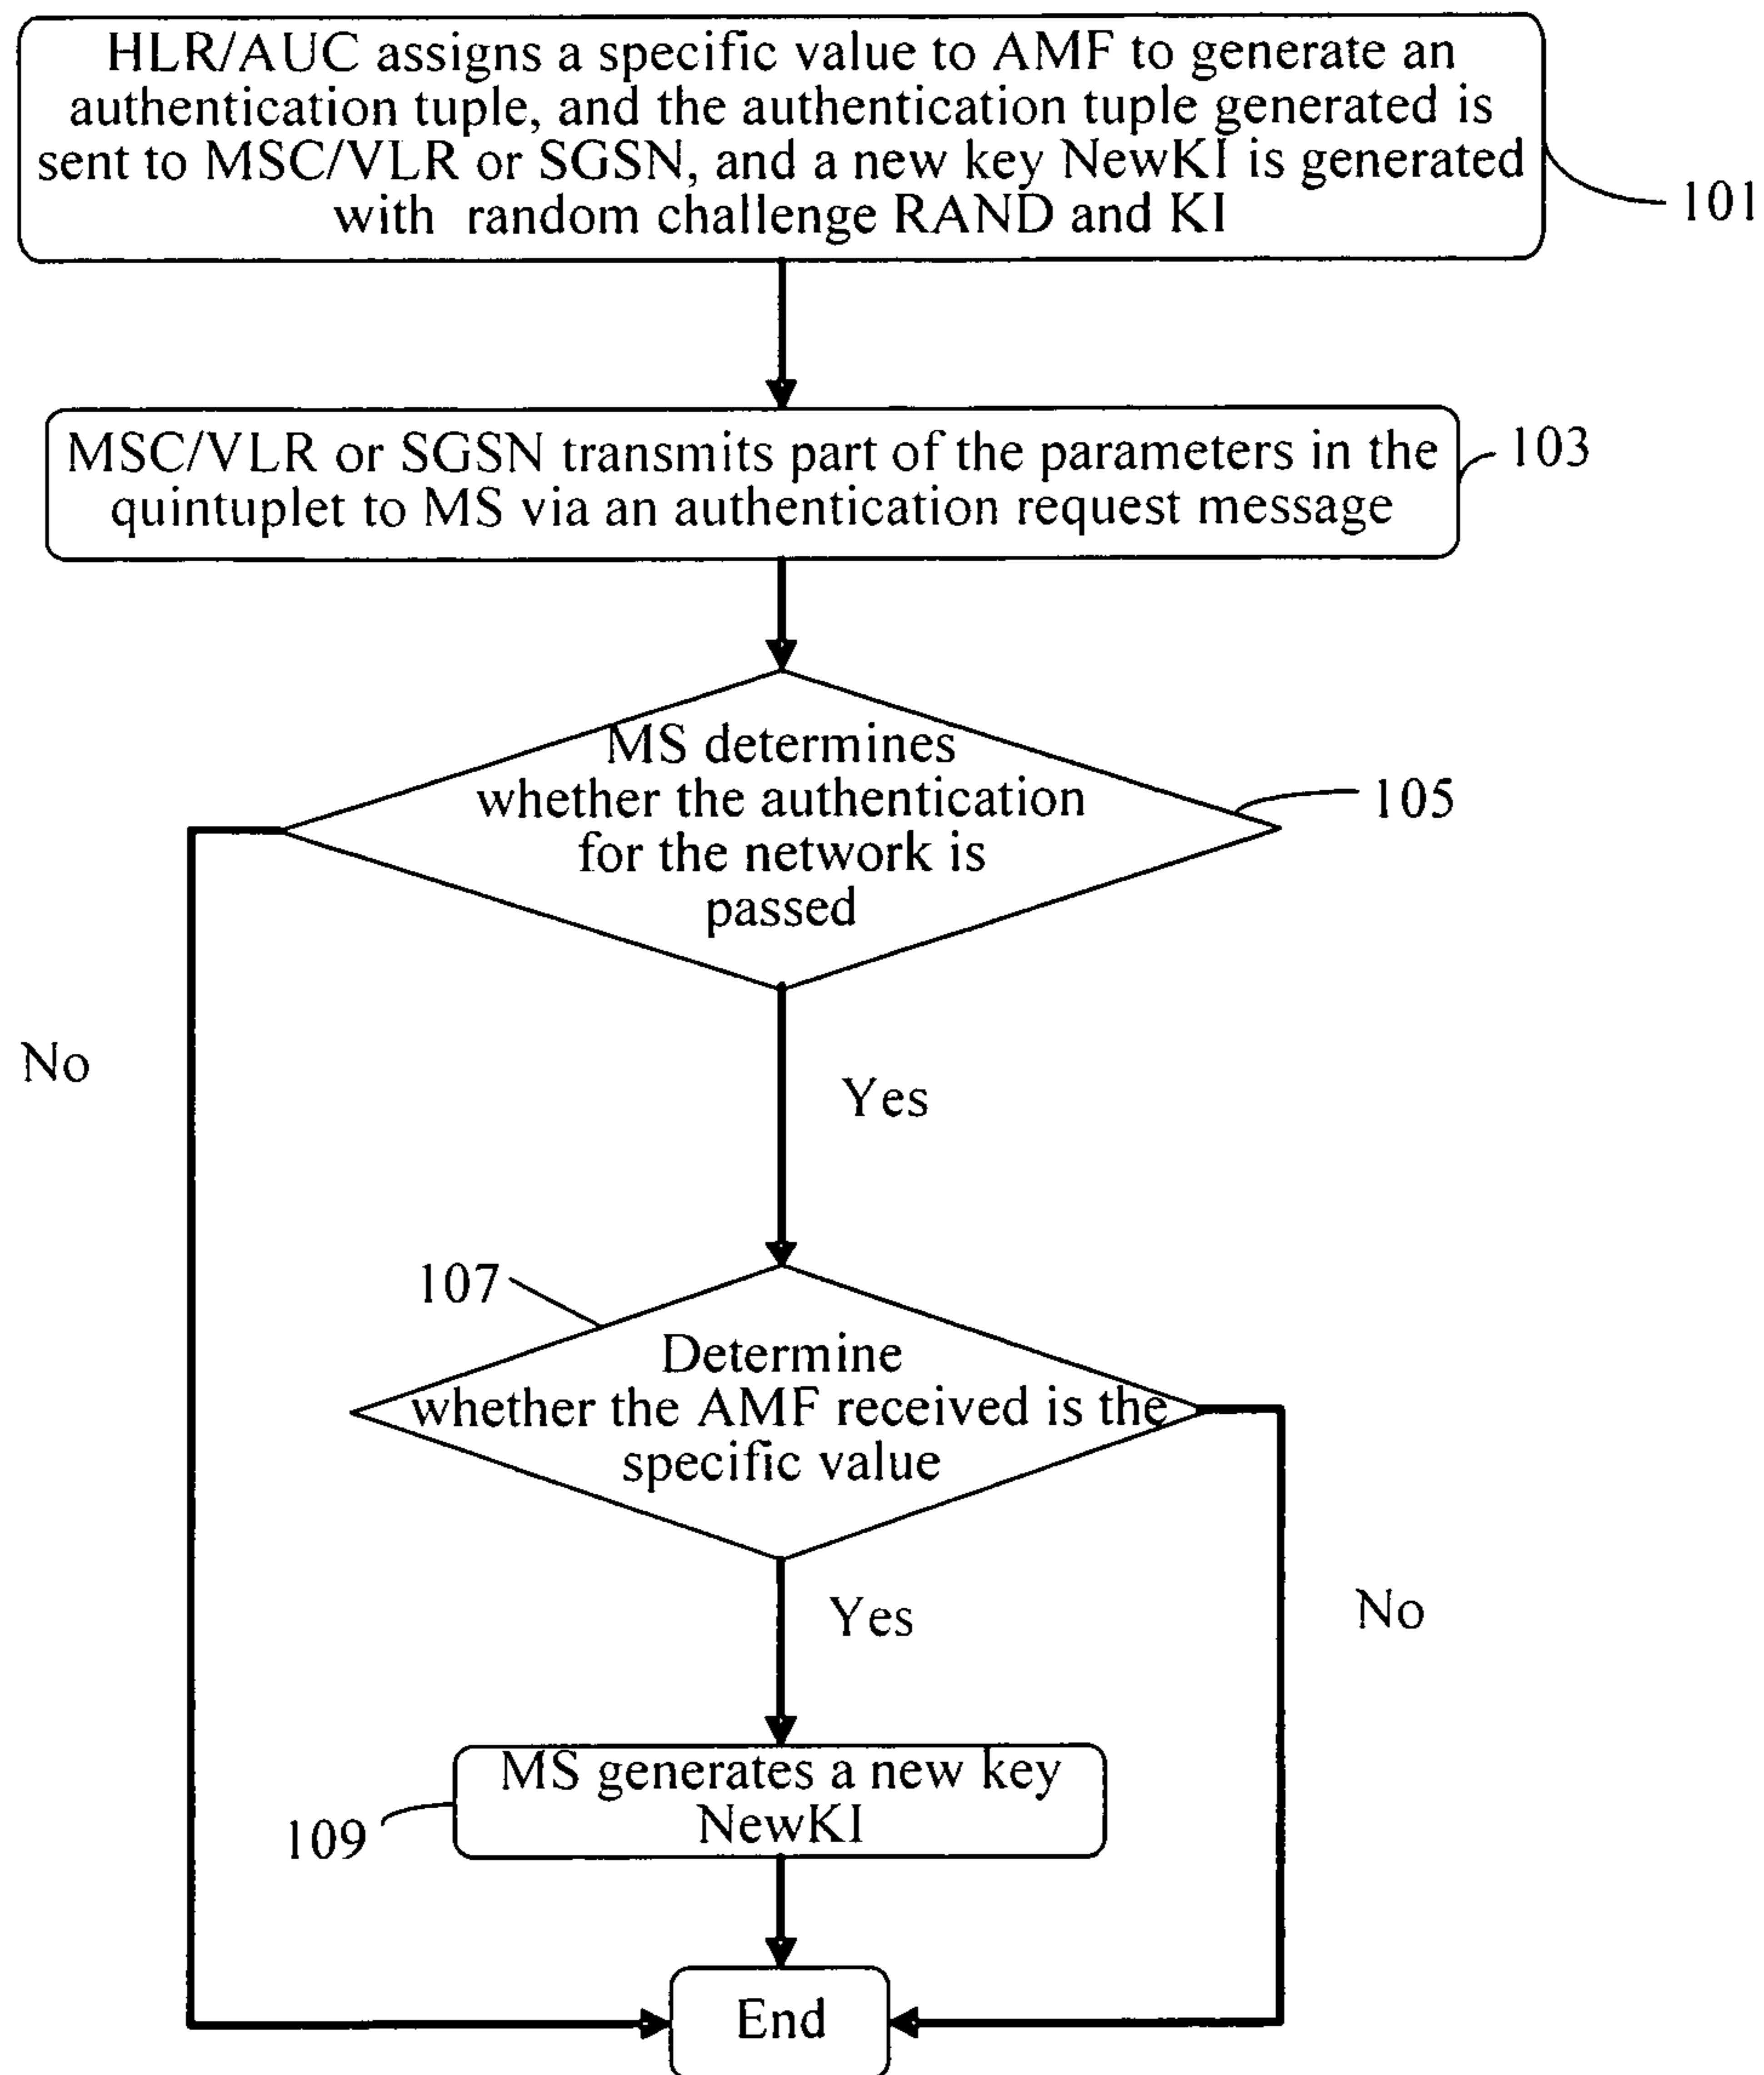 HLR/AUC assigns a specific value to AMF to generate an
authentication tuple, and the authentication tuple generated is
sent to MSC/VLR or SGSN, and a new key NewKI is generated
with random challenge RAND and KI
101
MSC/VLR or SGSN transmits part of the parameters in the
quintuplet to MS via an authentication request message
103
MS determines
whether the authentication
for the network is
passed
105
No
Yes
107
Determine
whether the AMF received is the
specific value
Yes
No
MS generates a new key
NewKI
109
End